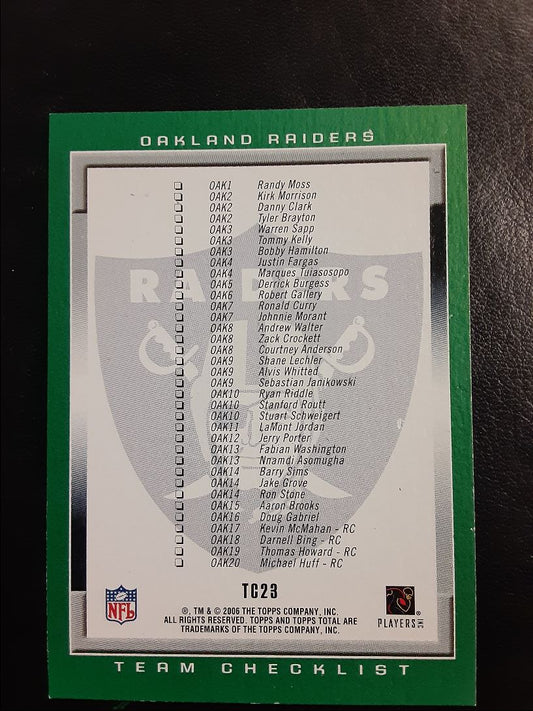 OAKLAND RAIDERS
❑ OAK1 Randy Moss
❑ OAK2 Kirk Morrison
❑ OAK2 Danny Clark
❑ OAK2 Tyler Brayton
❑ OAK3 Warren Sapp
❑ OAK3 Tommy Kelly
❑ OAK3 Bobby Hamilton
❑ OAK4 Justin Fargas
❑ OAK4 Marques Tuiasosopo
❑ OAK5 Derrick Burgess
❑ OAK6 Robert Gallery
❑ OAK7 Ronald Curry
❑ OAK7 Johnnie Morant
❑ OAK8 Andrew Walter
❑ OAK8 Zack Crockett
❑ OAK8 Courtney Anderson
❑ OAK9 Shane Lechler
❑ OAK9 Alvis Whitted
❑ OAK9 Sebastian Janikowski
❑ OAK10 Ryan Riddle
❑ OAK10 Stanford Routt
❑ OAK10 Stuart Schweigert
❑ OAK11 LaMont Jordan
❑ OAK12 Jerry Porter
❑ OAK13 Fabian Washington
❑ OAK13 Nnamdi Asomugha
❑ OAK14 Barry Sims
❑ OAK14 Jake Grove
❑ OAK14 Ron Stone
❑ OAK15 Aaron Brooks
❑ OAK16 Doug Gabriel
❑ OAK17 Kevin McMahan - RC
❑ OAK18 Darnell Bing - RC
❑ OAK19 Thomas Howard - RC
❑ OAK20 Michael Huff - RC
RAIDERS
TC23
NFL
®, TM & © 2006 THE TOPPS COMPANY, INC.
ALL RIGHTS RESERVED. TOPPS AND TOPPS TOTAL ARE
TRADEMARKS OF THE TOPPS COMPANY, INC.
PLAYERS INC®
TEAM CHECKLIST